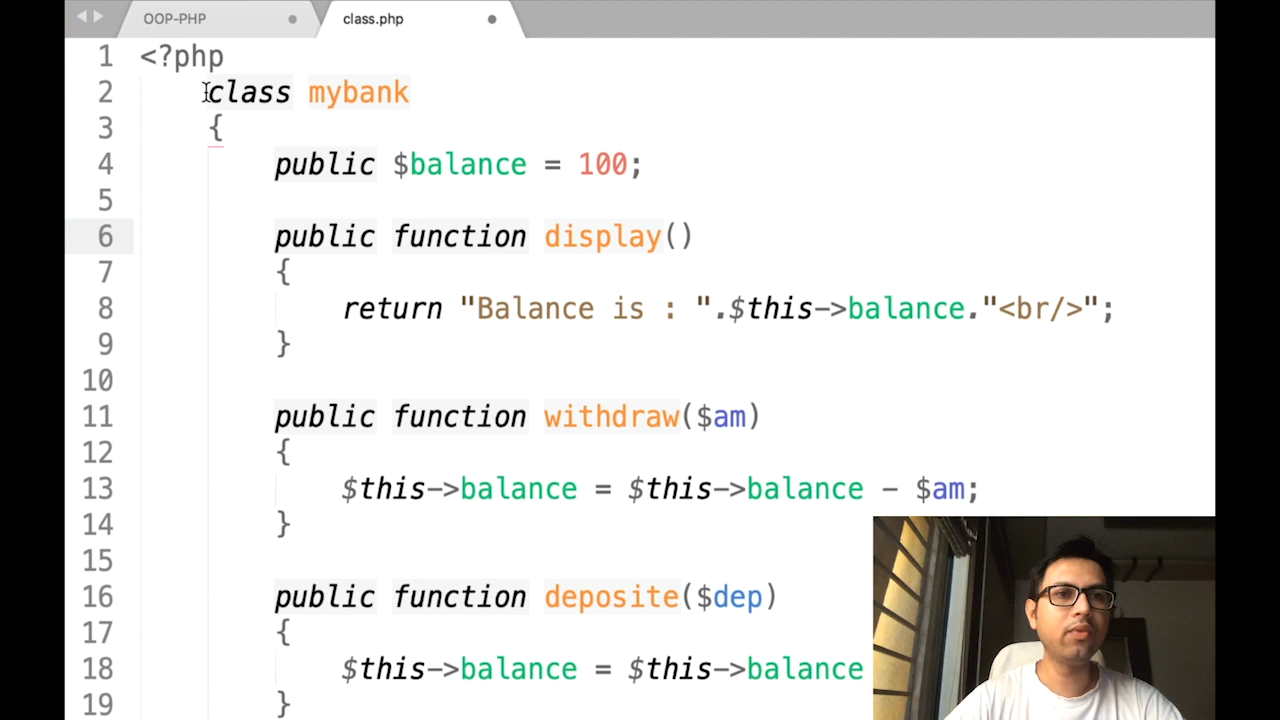 OOP-PHP
class.php
1 <?php
2 class mybank
3 {
4 public $balance = 100;
5
6 public function display()
7 {
8 return "Balance is : ".$this->balance."<br/>";
9 }
10
11 public function withdraw($am)
12 {
13 $this->balance = $this->balance - $am;
14 }
15
16 public function deposite($dep)
17 {
18 $this->balance = $this->balance
19 }